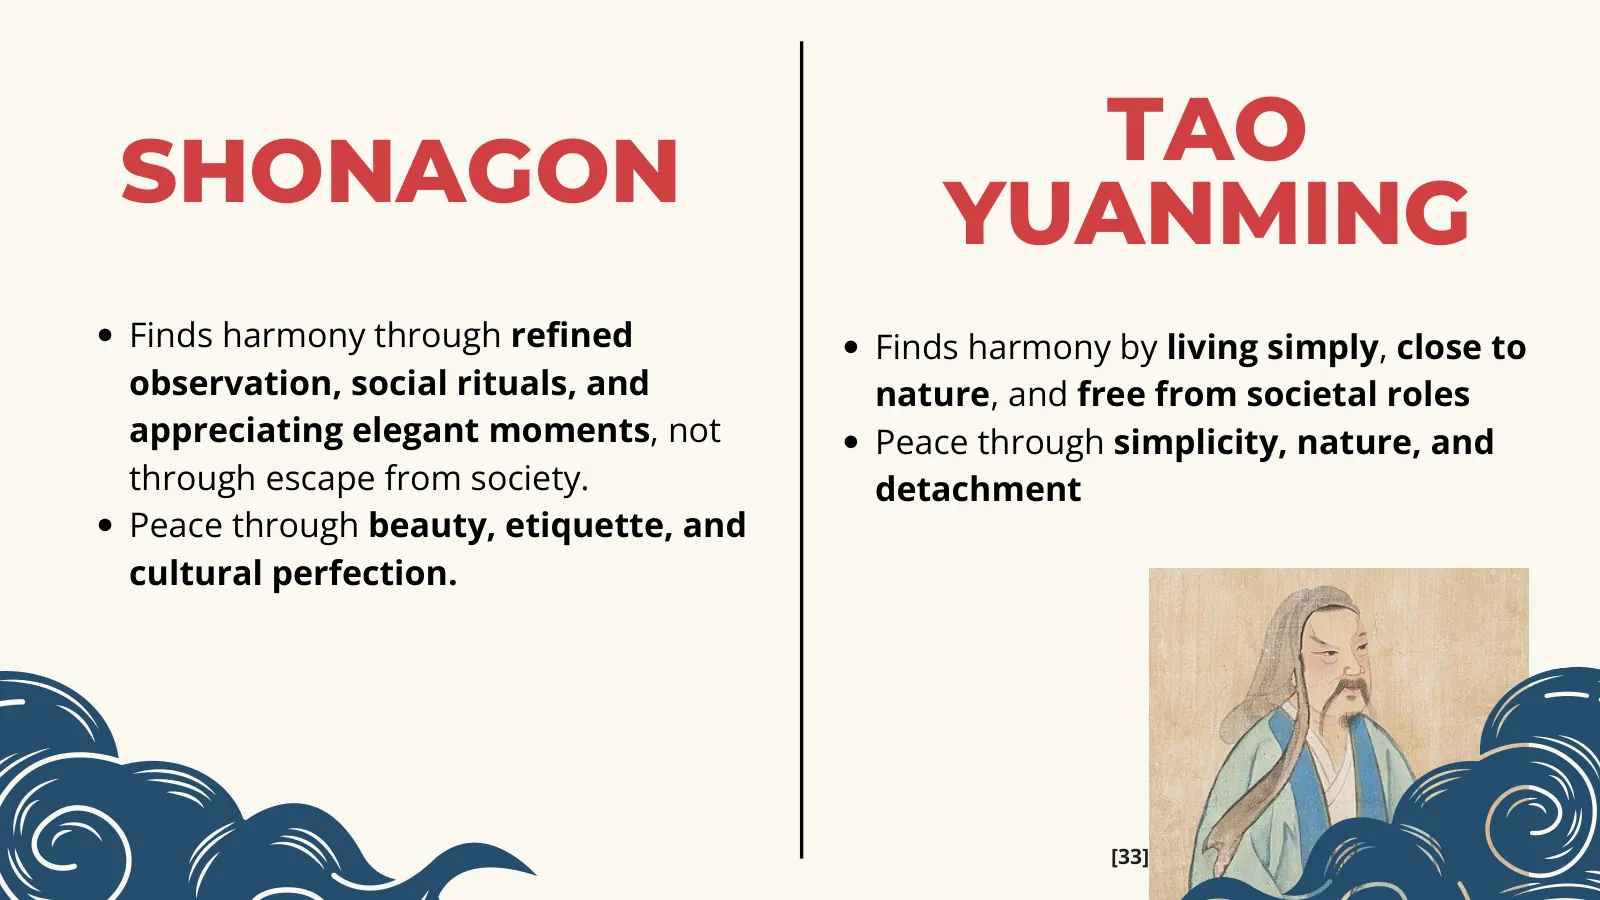 SHONAGON
• Finds harmony through refined
observation, social rituals, and
appreciating elegant moments, not
through escape from society.
• Peace through beauty, etiquette, and
cultural perfection.
TAO
YUANMING
• Finds harmony by living simply, close to
nature, and free from societal roles
• Peace through simplicity, nature, and
detachment
[33]